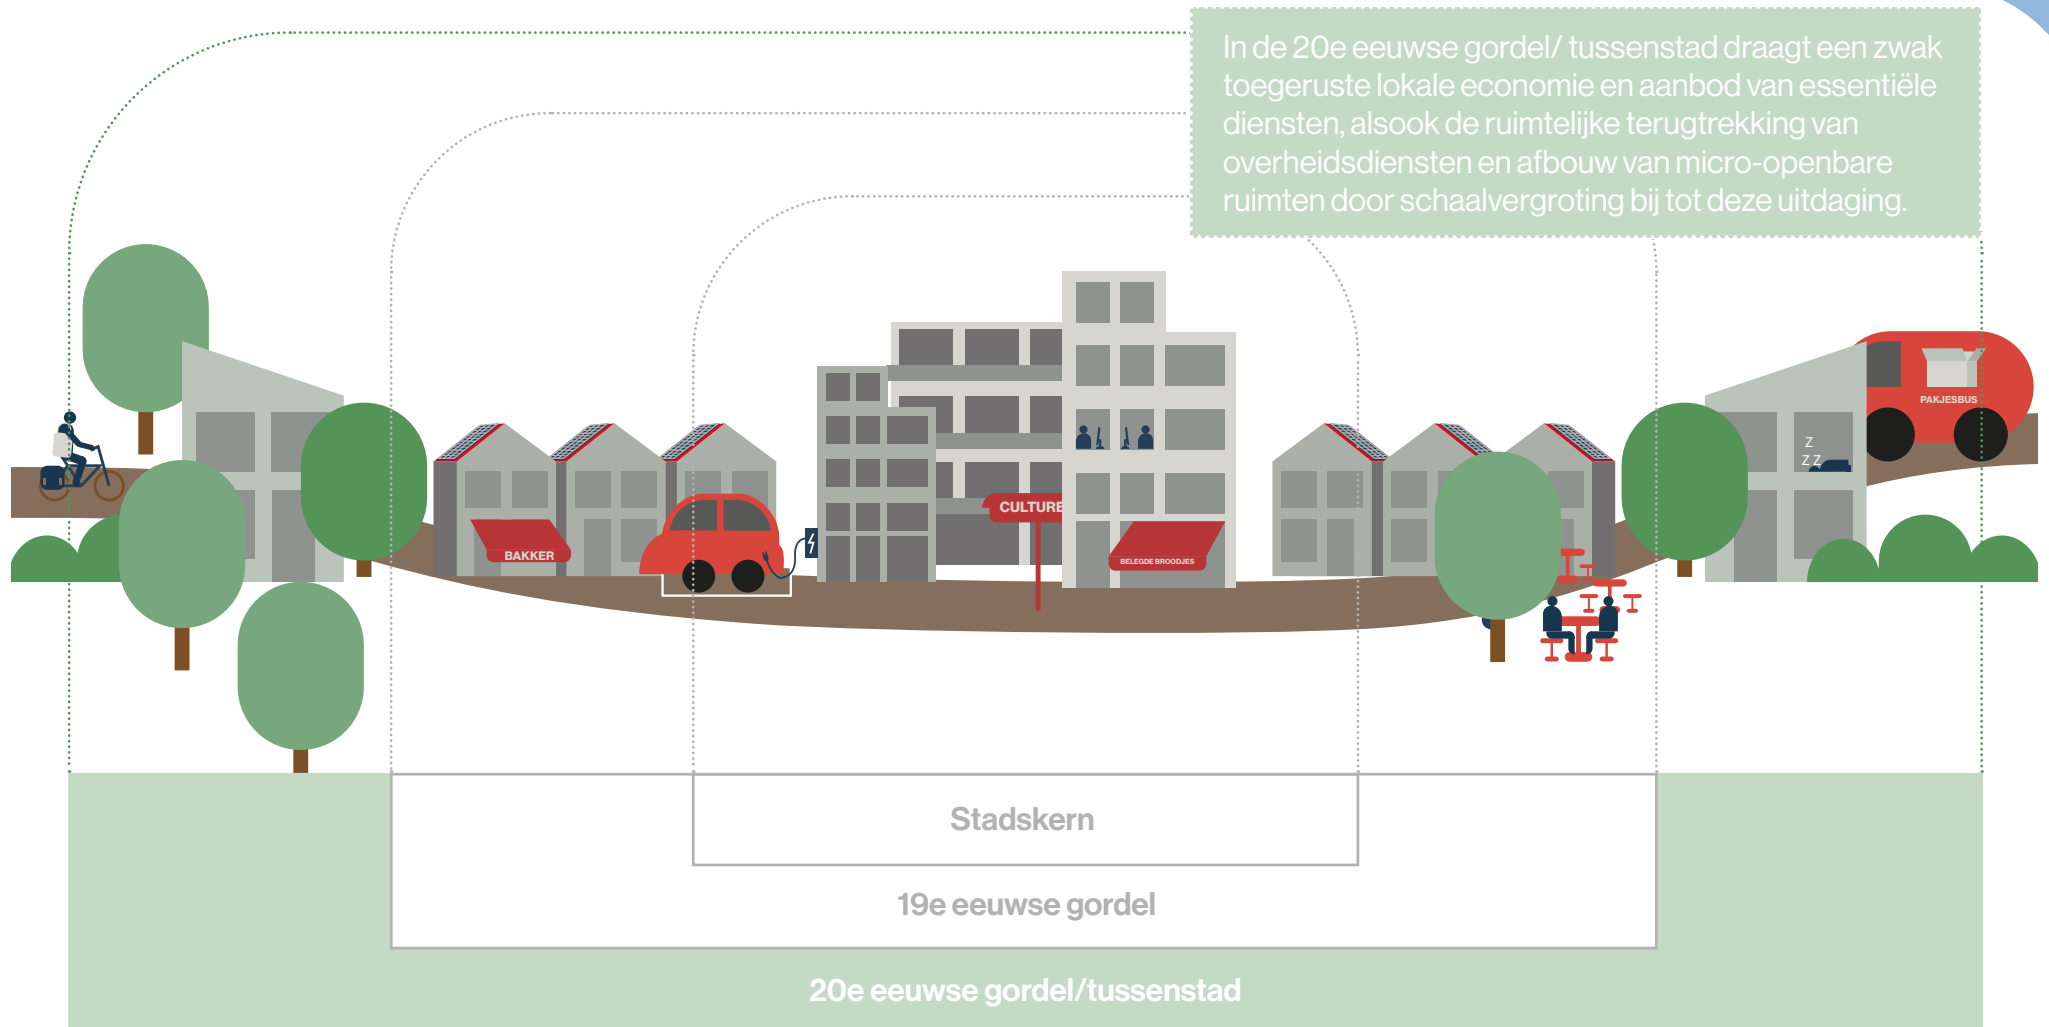 In de 20e eeuwse gordel/ tussenstad draagt een zwak
toegeruste lokale economie en aanbod van essentiële
diensten, alsook de ruimtelijke terugtrekking van
overheidsdiensten en afbouw van micro-openbare
ruimten door schaalvergroting bij tot deze uitdaging.
PAKJESBUS
Z
Z Z
CULTURE
BAKKER
BELEGDE BROODJES
Stadskern
19e eeuwse gordel
20e eeuwse gordel/tussenstad